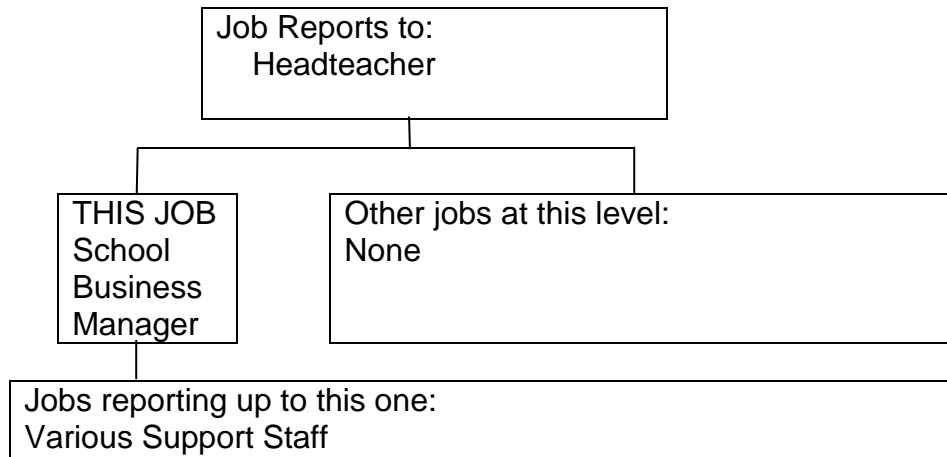 Job Reports to:
Headteacher
THIS JOB
School
Business
Manager
Other jobs at this level:
None
Jobs reporting up to this one:
Various Support Staff